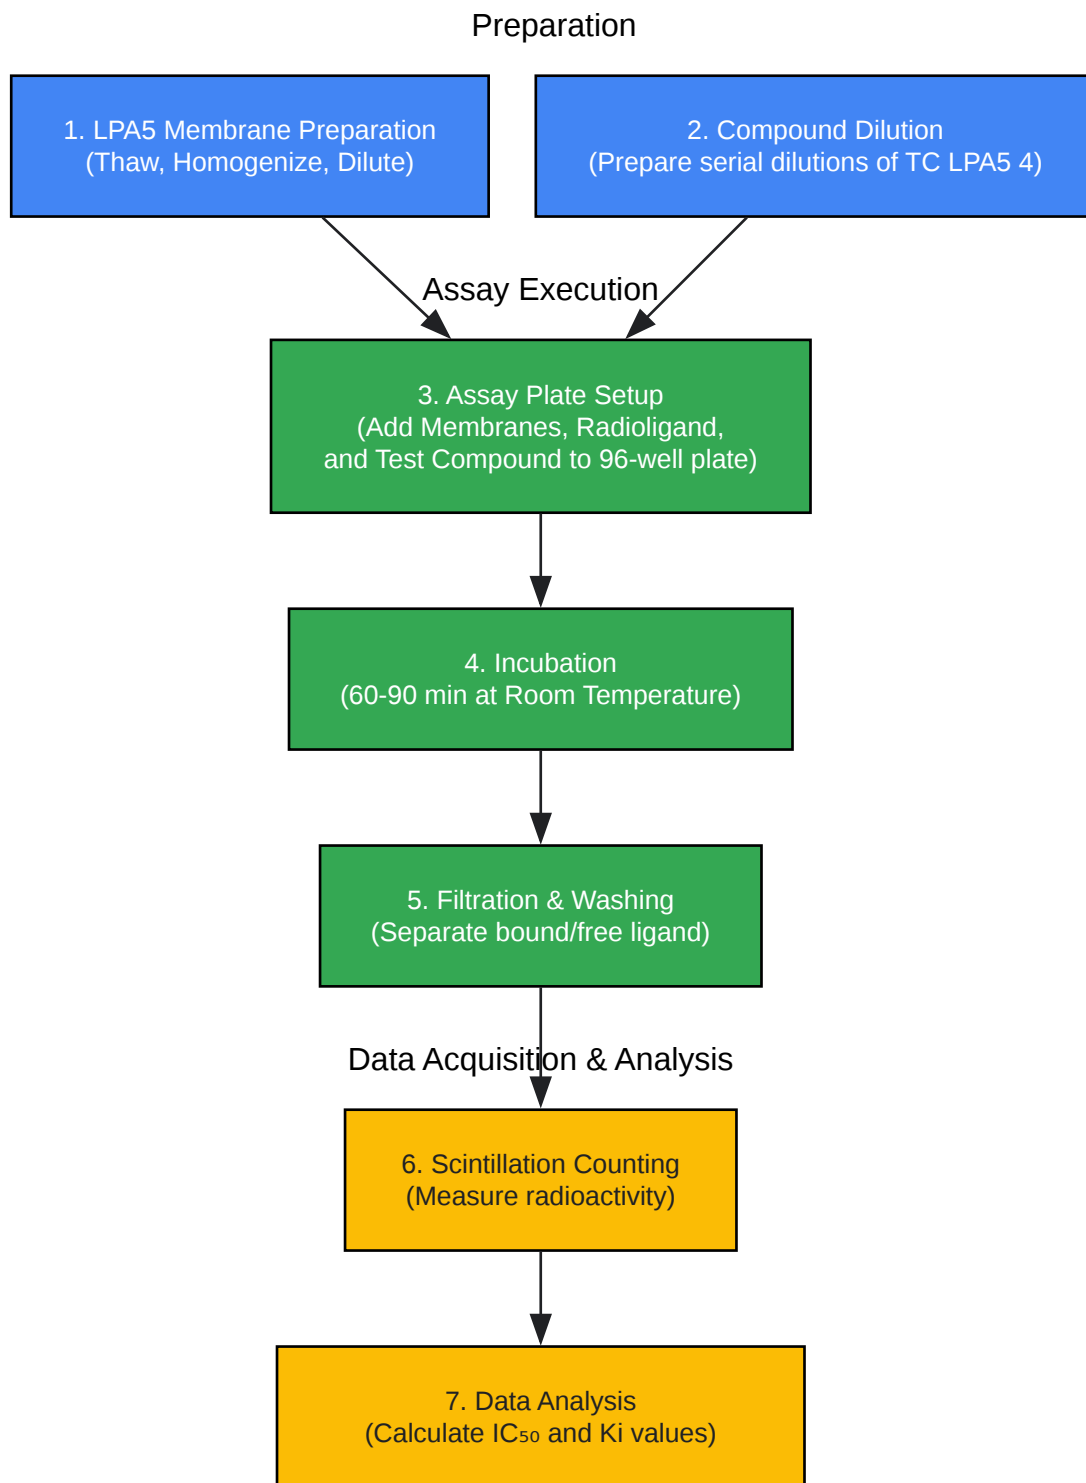 Preparation
1. LPA5 Membrane Preparation
(Thaw, Homogenize, Dilute)
2. Compound Dilution
(Prepare serial dilutions of TC LPA5 4)
Assay Execution
3. Assay Plate Setup
(Add Membranes, Radioligand,
and Test Compound to 96-well plate)
4. Incubation
(60-90 min at Room Temperature)
5. Filtration & Washing
(Separate bound/free ligand)
Data Acquisition & Analysis
6. Scintillation Counting
(Measure radioactivity)
7. Data Analysis
(Calculate IC₅₀ and Ki values)